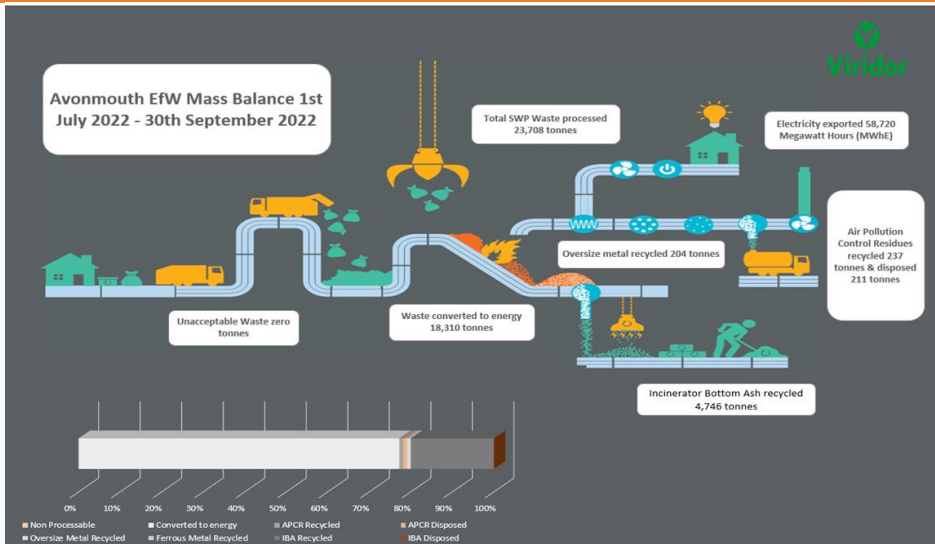 Viridor
Avonmouth EfW Mass Balance 1st
July 2022 - 30th September 2022
Total SWP Waste processed
23,708 tonnes
Electricity exported 58,720
Megawatt Hours (MWhE)
Air Pollution
Control Residues
recycled 237
tonnes & disposed
211 tonnes
Oversize metal recycled 204 tonnes
Unacceptable Waste zero
tonnes
Waste converted to energy
18,310 tonnes
Incinerator Bottom Ash recycled
4,746 tonnes
0% 10% 20% 30% 40% 50% 60% 70% 80% 90% 100%
Non Processable Converted to energy APCR Recycled APCR Disposed
Oversize Metal Recycled Ferrous Metal Recycled IBA Recycled IBA Disposed